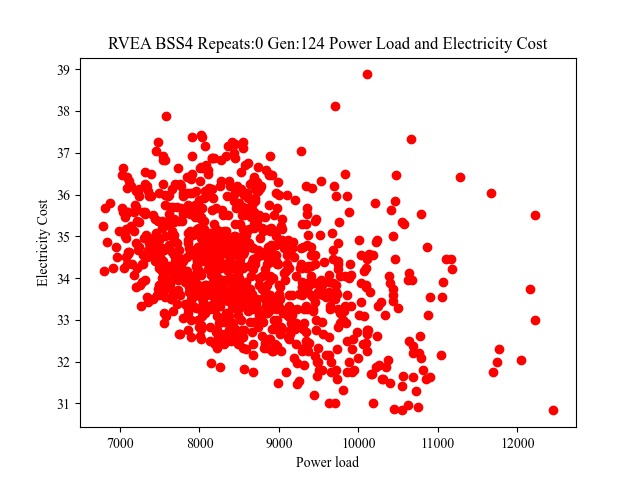 RVEA BSS4 Repeats:0 Gen:124 Power Load and Electricity Cost
39
38
37
36
35
34
33
32
31
Electricity Cost
7000 8000 9000 10000 11000 12000
Power load